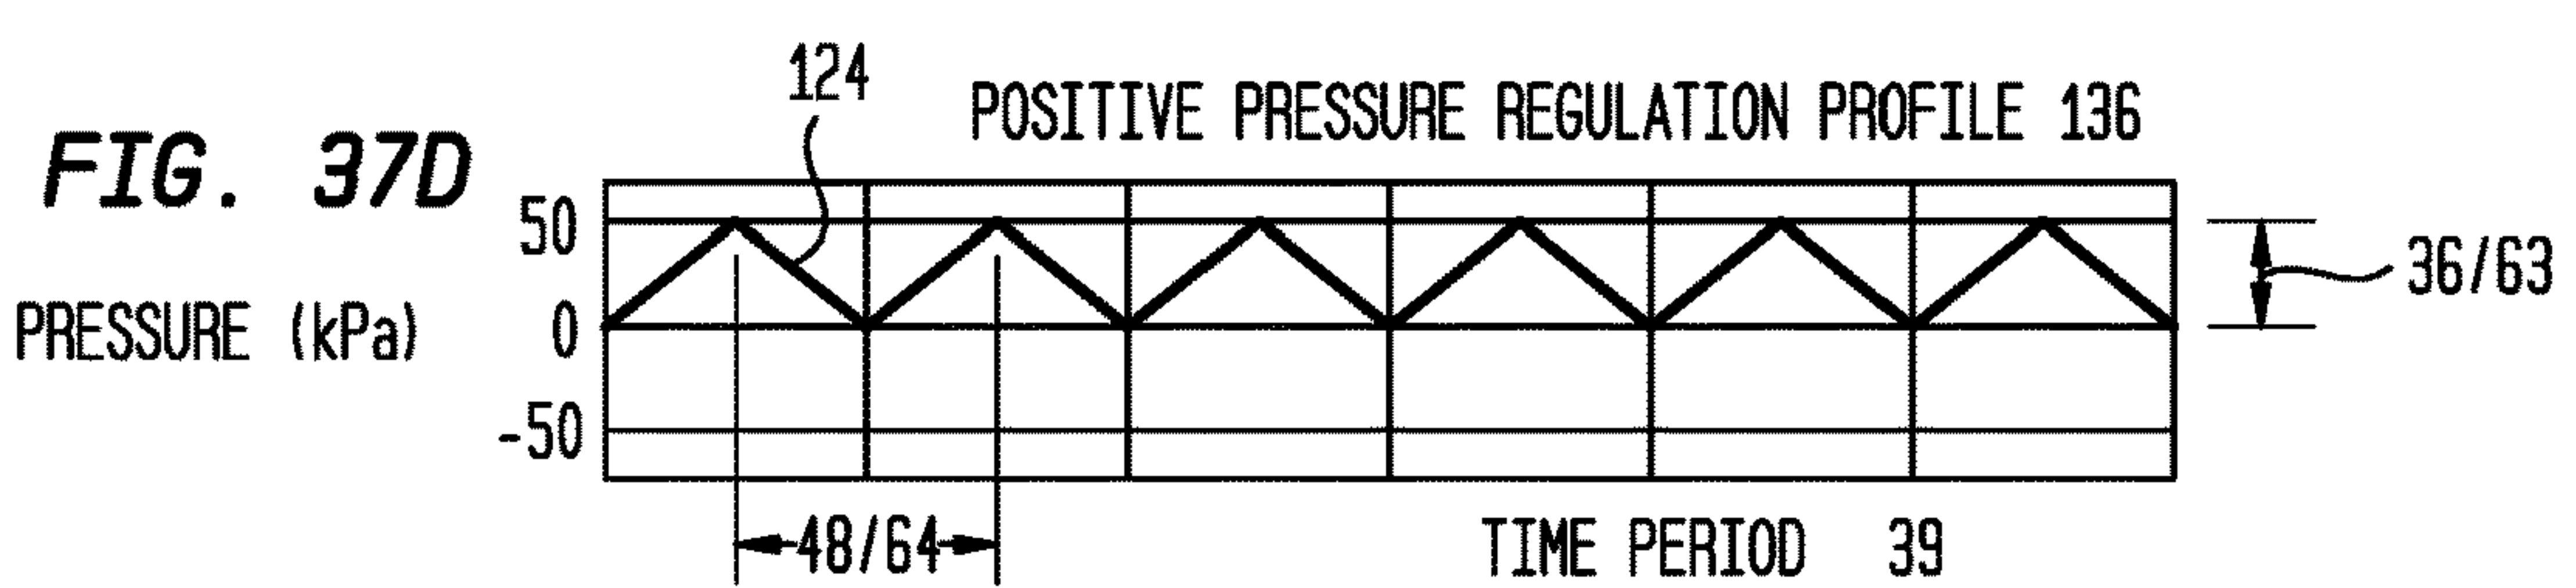 124
POSITIVE PRESSURE REGULATION PROFILE 136
FIG. 37D
50
PRESSURE (kPa)
0
-50
36/63
48/64
TIME PERIOD 39